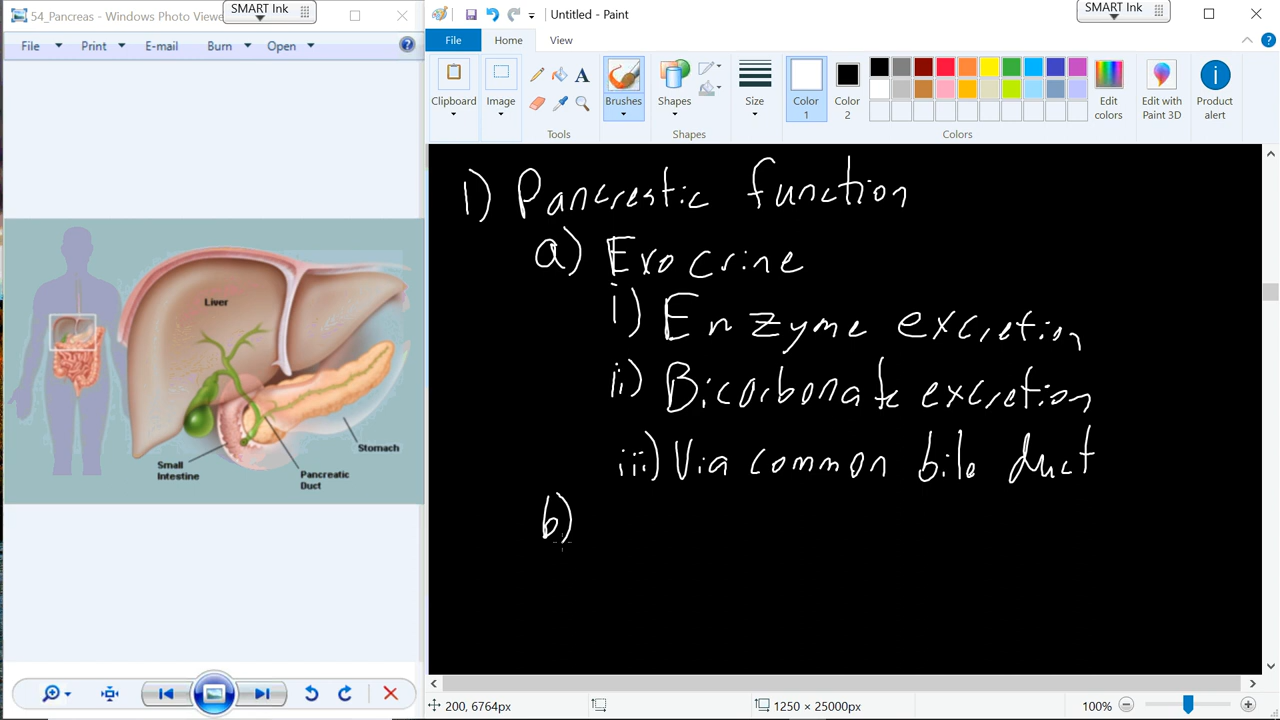 54_Pancreas - Windows Photo Viewe
SMART Ink
File Print E-mail Burn Open
Liver
Stomach
Small
Intestine
Pancreatic
Duct
Untitled - Paint
SMART Ink
File Home View
Clipboard
Image
Tools
Brushes
Shapes
Shapes
Size
Color
1
Color
2
Edit
colors
Colors
Edit with
Paint 3D
Product
alert
1) Pancreatic function
a) Exocrine
i) Enzyme excretion
ii) Bicarbonate excretion
iii) Via common bile duct
b)
200, 6764px
1250 × 25000px
100%